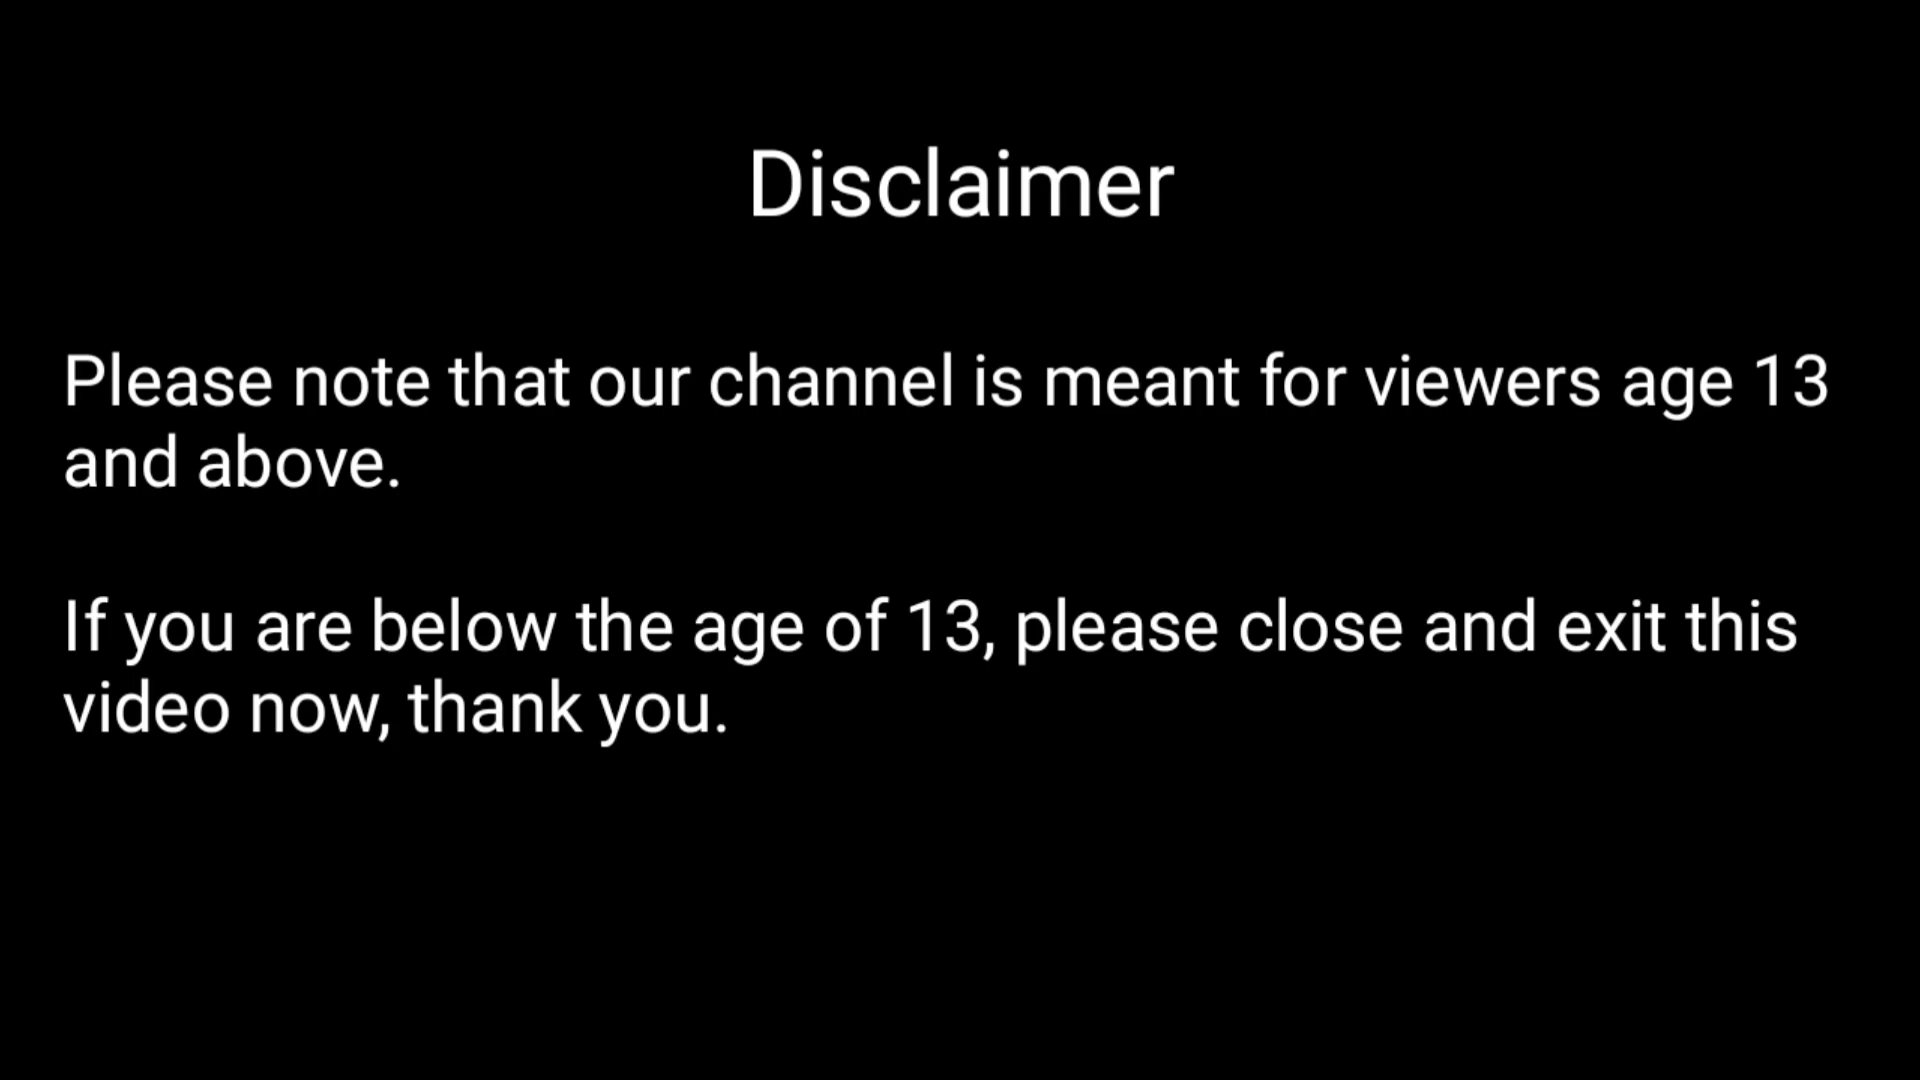 Disclaimer
Please note that our channel is meant for viewers age 13
and above.
If you are below the age of 13, please close and exit this
video now, thank you.